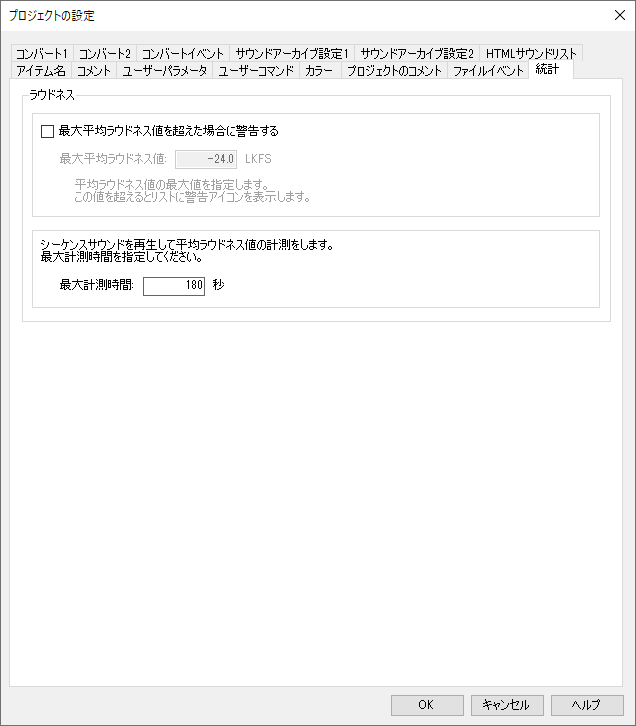 プロジェクトの設定
コンバート1 コンバート2 コンバートイベント サウンドアーカイブ設定1 サウンドアーカイブ設定2 HTMLサウンドリスト
アイテム名 コメント ユーザーパラメータ ユーザーコマンド カラー プロジェクトのコメント ファイルイベント 統計
ラウドネス
最大平均ラウドネス値を超えた場合に警告する
最大平均ラウドネス値: -24.0 LKFS
平均ラウドネス値の最大値を指定します。
この値を超えるとリストに警告アイコンを表示します。
シーケンスサウンドを再生して平均ラウドネス値の計測をします。
最大計測時間を指定してください。
最大計測時間: 180 秒
OK キャンセル ヘルプ